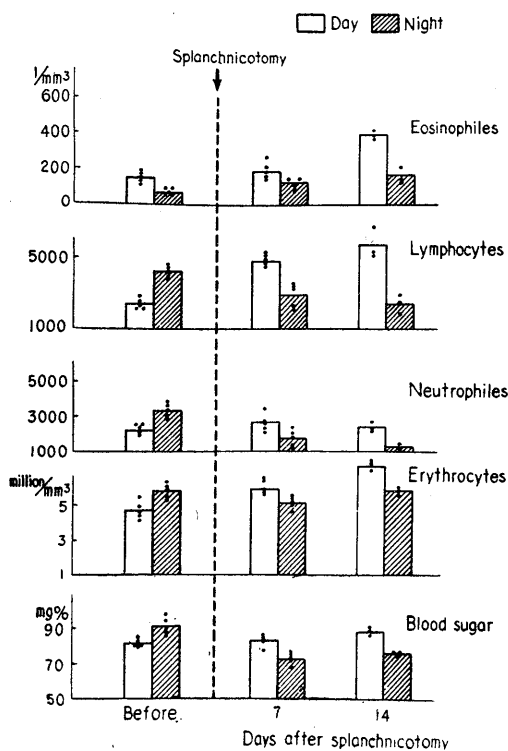 Day Night
Splanchnicotomy
1/mm3
600
400
200
0
Eosinophiles
5000
1000
Lymphocytes
5000
3000
1000
Neutrophiles
million/mm3
5
3
1
Erythrocytes
mg%
90
70
50
Blood sugar
Before. 7 14
Days after splanchnicotomy